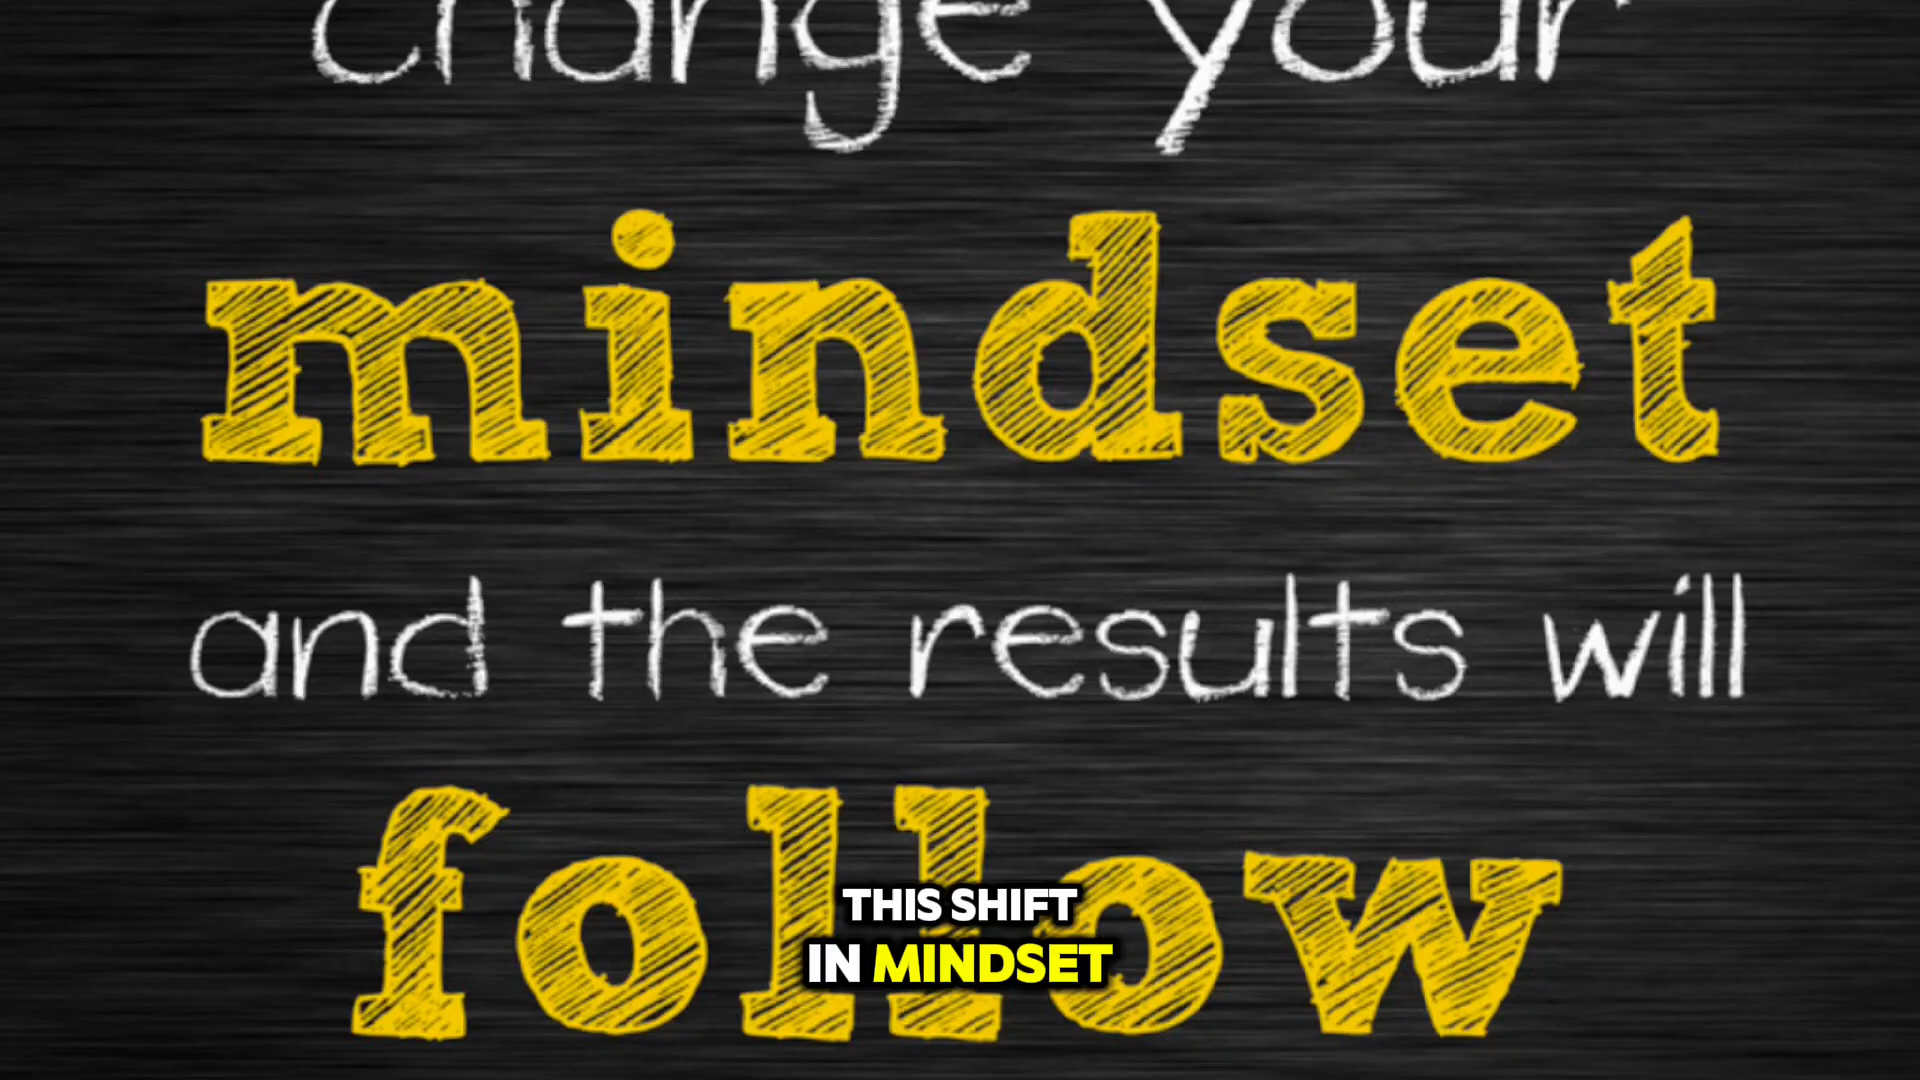 change your
mindset
and the results will
follow
THIS SHIFT
IN MINDSET